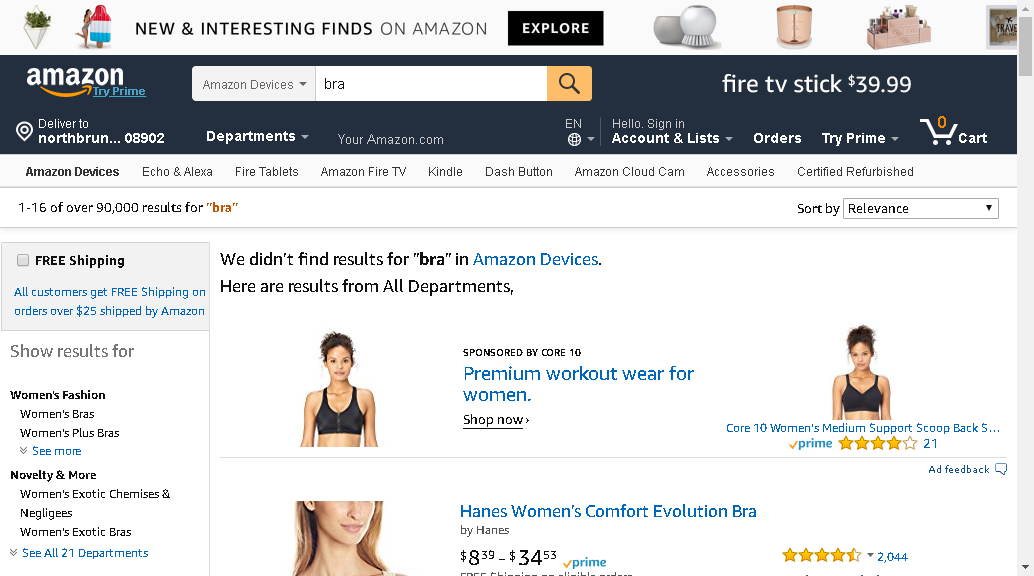 NEW & INTERESTING FINDS ON AMAZON EXPLORE
amazon
Try Prime
Amazon Devices
bra
fire tv stick $39.99
Deliver to
northbrun... 08902
Departments
Your Amazon.com
EN
Hello. Sign in
Account & Lists
Orders
Try Prime
0
Cart
Amazon Devices Echo & Alexa Fire Tablets Amazon Fire TV Kindle Dash Button Amazon Cloud Cam Accessories Certified Refurbished
1-16 of over 90,000 results for "bra"
Sort by Relevance
FREE Shipping
All customers get FREE Shipping on
orders over $25 shipped by Amazon
Show results for
Women's Fashion
Women's Bras
Women's Plus Bras
See more
Novelty & More
Women's Exotic Chemises &
Negligees
Women's Exotic Bras
See All 21 Departments
We didn't find results for "bra" in Amazon Devices.
Here are results from All Departments,
SPONSORED BY CORE 10
Premium workout wear for
women.
Shop now ›
Core 10 Women's Medium Support Scoop Back S...
prime 21
Ad feedback
Hanes Women's Comfort Evolution Bra
by Hanes
$8 39 - $34 53 prime
2,044
FREE Shipping on eligible orders